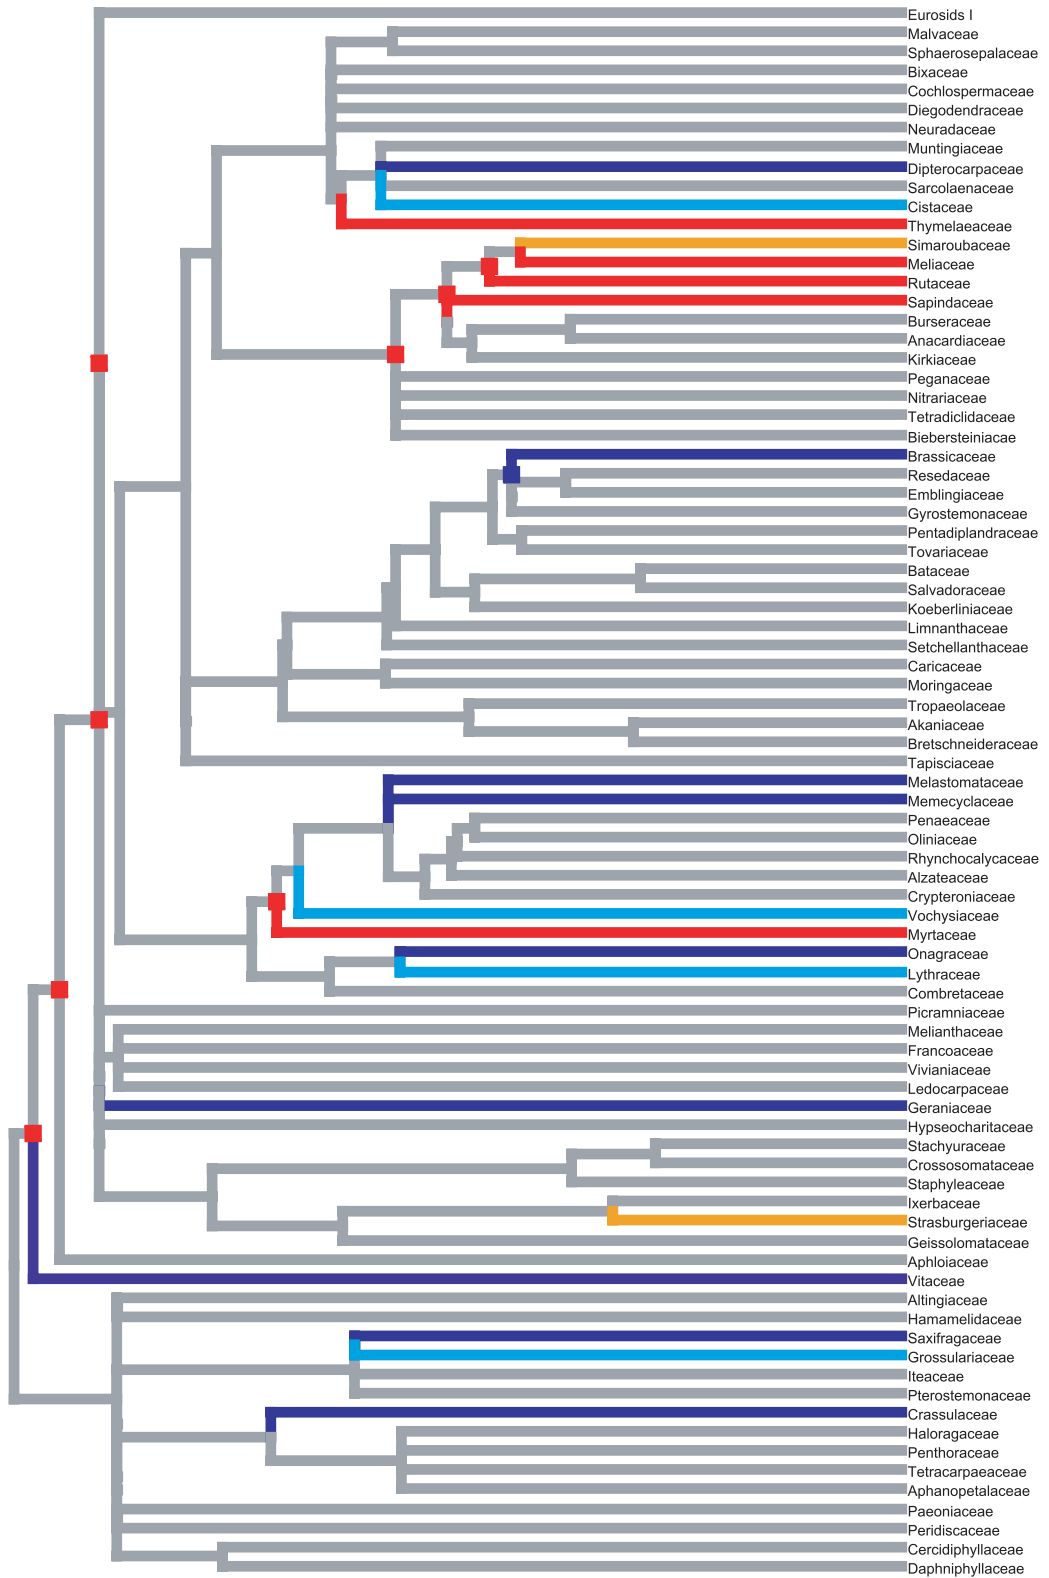 Eurosids I
Malvaceae
Sphaerosepalaceae
Bixaceae
Cochlospermaceae
Diegodendraceae
Neuradaceae
Muntingiaceae
Dipterocarpaceae
Sarcolaenaceae
Cistaceae
Thymelaeaceae
Simaroubaceae
Meliaceae
Rutaceae
Sapindaceae
Burseraceae
Anacardiaceae
Kirkiaceae
Peganaceae
Nitrariaceae
Tetradiclidaceae
Biebersteiniacae
Brassicaceae
Resedaceae
Emblingiaceae
Gyrostemonaceae
Pentadiplandraceae
Tovariaceae
Bataceae
Salvadoraceae
Koeberliniaceae
Limnanthaceae
Setchellanthaceae
Caricaceae
Moringaceae
Tropaeolaceae
Akaniaceae
Bretschneideraceae
Tapisciaceae
Melastomataceae
Memecyclaceae
Penaeaceae
Oliniaceae
Rhynchocalycaceae
Alzateaceae
Crypteroniaceae
Vochysiaceae
Myrtaceae
Onagraceae
Lythraceae
Combretaceae
Picramniaceae
Melianthaceae
Francoaceae
Vivianiaceae
Ledocarpaceae
Geraniaceae
Hypseocharitaceae
Stachyuraceae
Crossosomataceae
Staphyleaceae
Ixerbaceae
Strasburgeriaceae
Geissolomataceae
Aphloiaceae
Vitaceae
Altingiaceae
Hamamelidaceae
Saxifragaceae
Grossulariaceae
Iteaceae
Pterostemonaceae
Crassulaceae
Haloragaceae
Penthoraceae
Tetracarpaeaceae
Aphanopetalaceae
Paeoniaceae
Peridiscaceae
Cercidiphyllaceae
Daphniphyllaceae